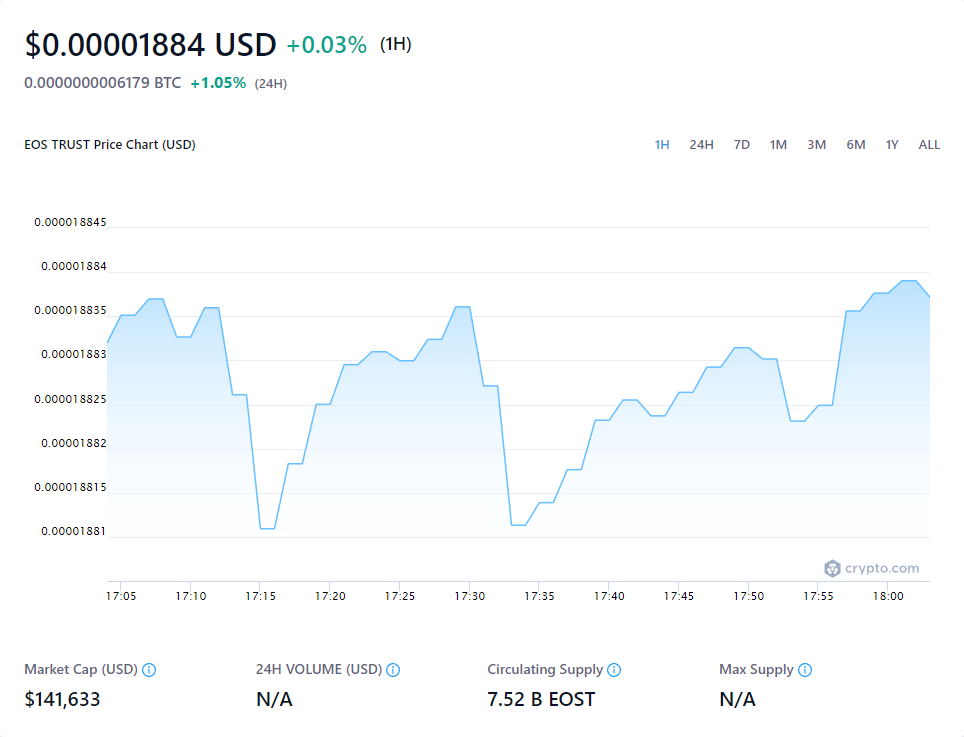 $0.00001884 USD +0.03% (1H)
0.0000000006179 BTC +1.05% (24H)
EOS TRUST Price Chart (USD) 1H 24H 7D 1M 3M 6M 1Y ALL
0.000018845
0.00001884
0.000018835
0.00001883
0.000018825
0.00001882
0.000018815
0.00001881
crypto.com
17:05 17:10 17:15 17:20 17:25 17:30 17:35 17:40 17:45 17:50 17:55 18:00
Market Cap (USD) 24H VOLUME (USD) Circulating Supply Max Supply
$141,633 N/A 7.52 B EOST N/A